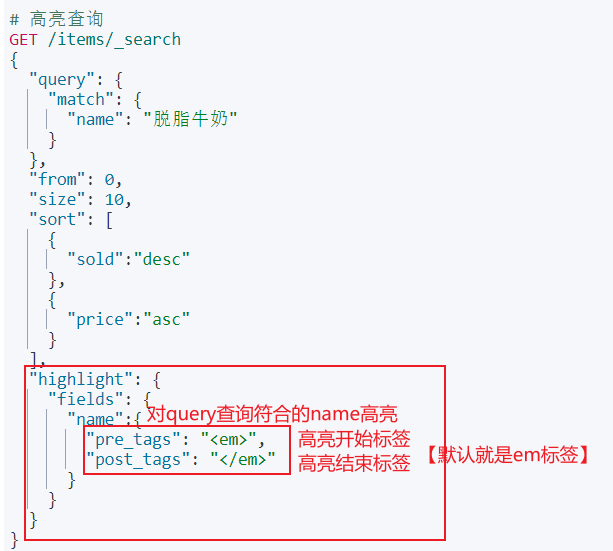 # 高亮查询
GET /items/_search
{
  "query": {
    "match": {
      "name": "脱脂牛奶"
    }
  },
  "from": 0,
  "size": 10,
  "sort": [
    {
      "sold":"desc"
    },
    {
      "price":"asc"
    }
  ],
  "highlight": {
    "fields": {
      "name":{ 对query查询符合的name高亮
        "pre_tags": "<em>", 高亮开始标签
        "post_tags": "</em>" 高亮结束标签 【默认就是em标签】
      }
    }
  }
}